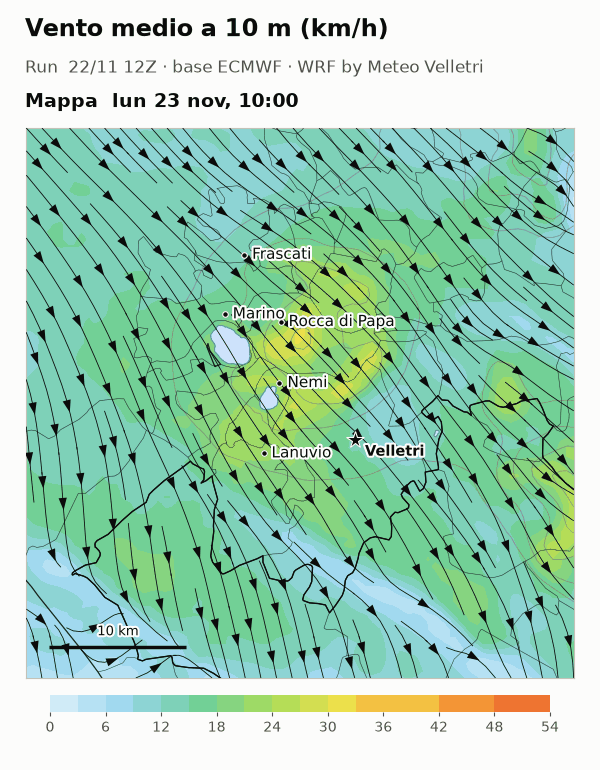 Vento medio a 10 m (km/h)
Run  22/11 12Z · base ECMWF · WRF by Meteo Velletri
Mappa  lun 23 nov, 10:00
Frascati
Marino
Rocca di Papa
Nemi
Velletri
Lanuvio
10 km
0 6 12 18 24 30 36 42 48 54